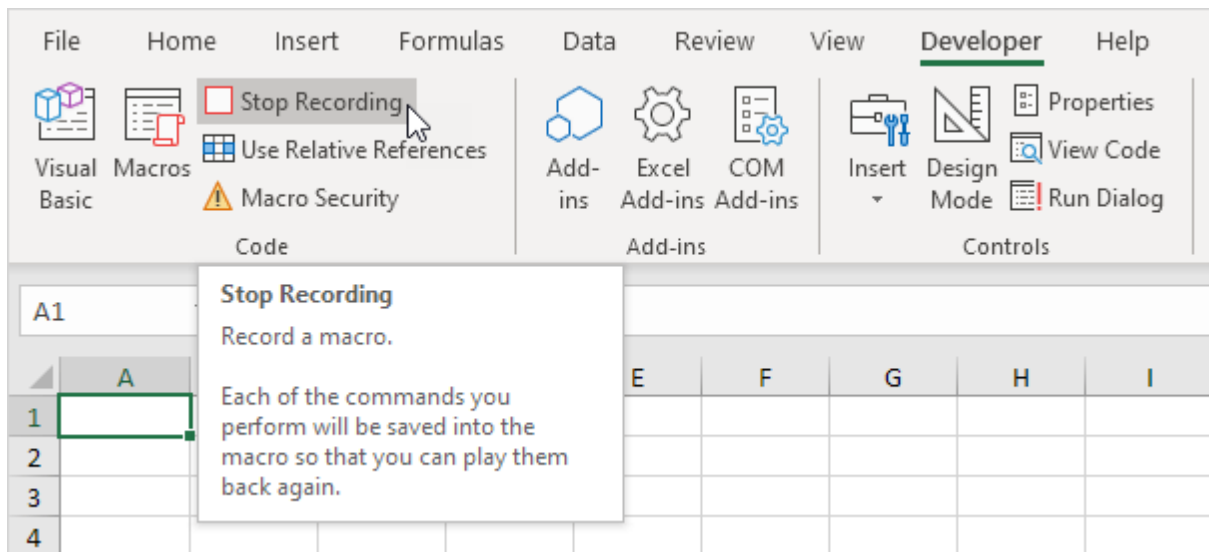 File Home Insert Formulas Data Review View Developer Help
Stop Recording
Use Relative References
Macro Security
Visual Basic
Macros
Code
Add-ins
Excel Add-ins
COM Add-ins
Add-ins
Insert
Design Mode
Properties
View Code
Run Dialog
Controls
A1
Stop Recording
Record a macro.
Each of the commands you
perform will be saved into the
macro so that you can play them
back again.
A E F G H I
1
2
3
4